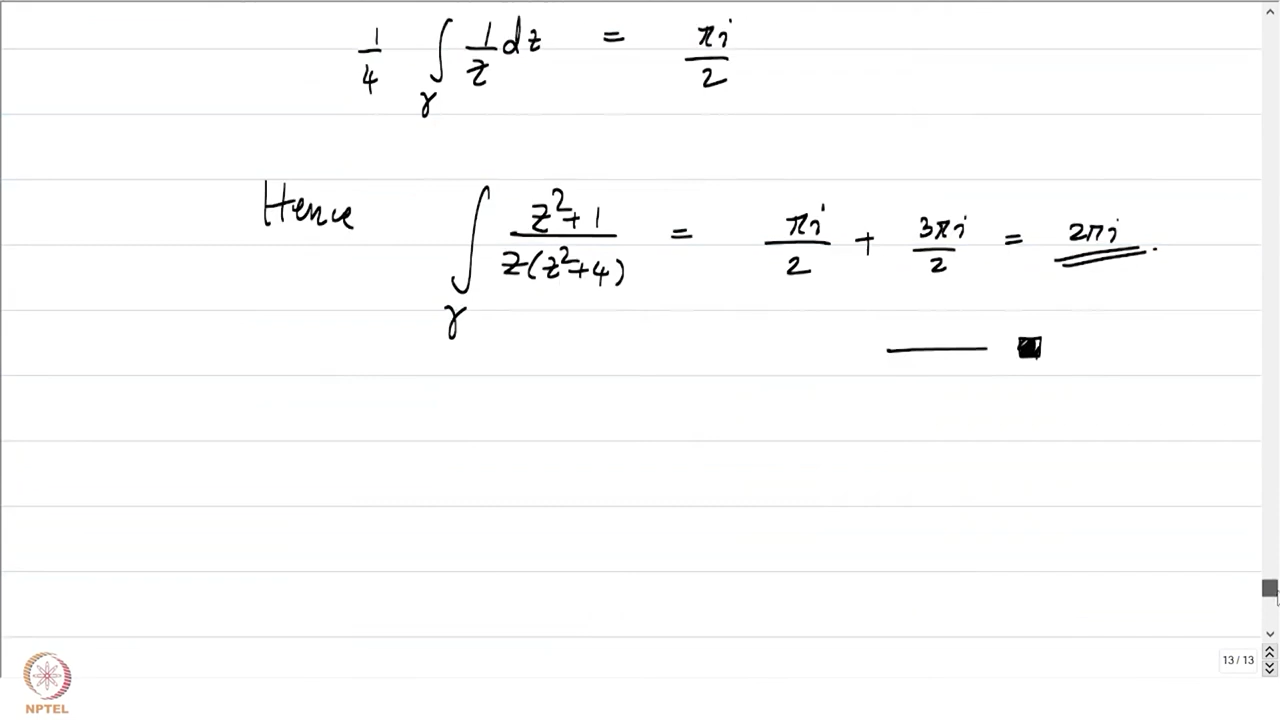 1/4 ∫_γ 1/z dz = πi/2
Hence ∫_γ (z²+1)/(z(z²+4)) = πi/2 + 3πi/2 = 2πi.
13 / 13
NPTEL